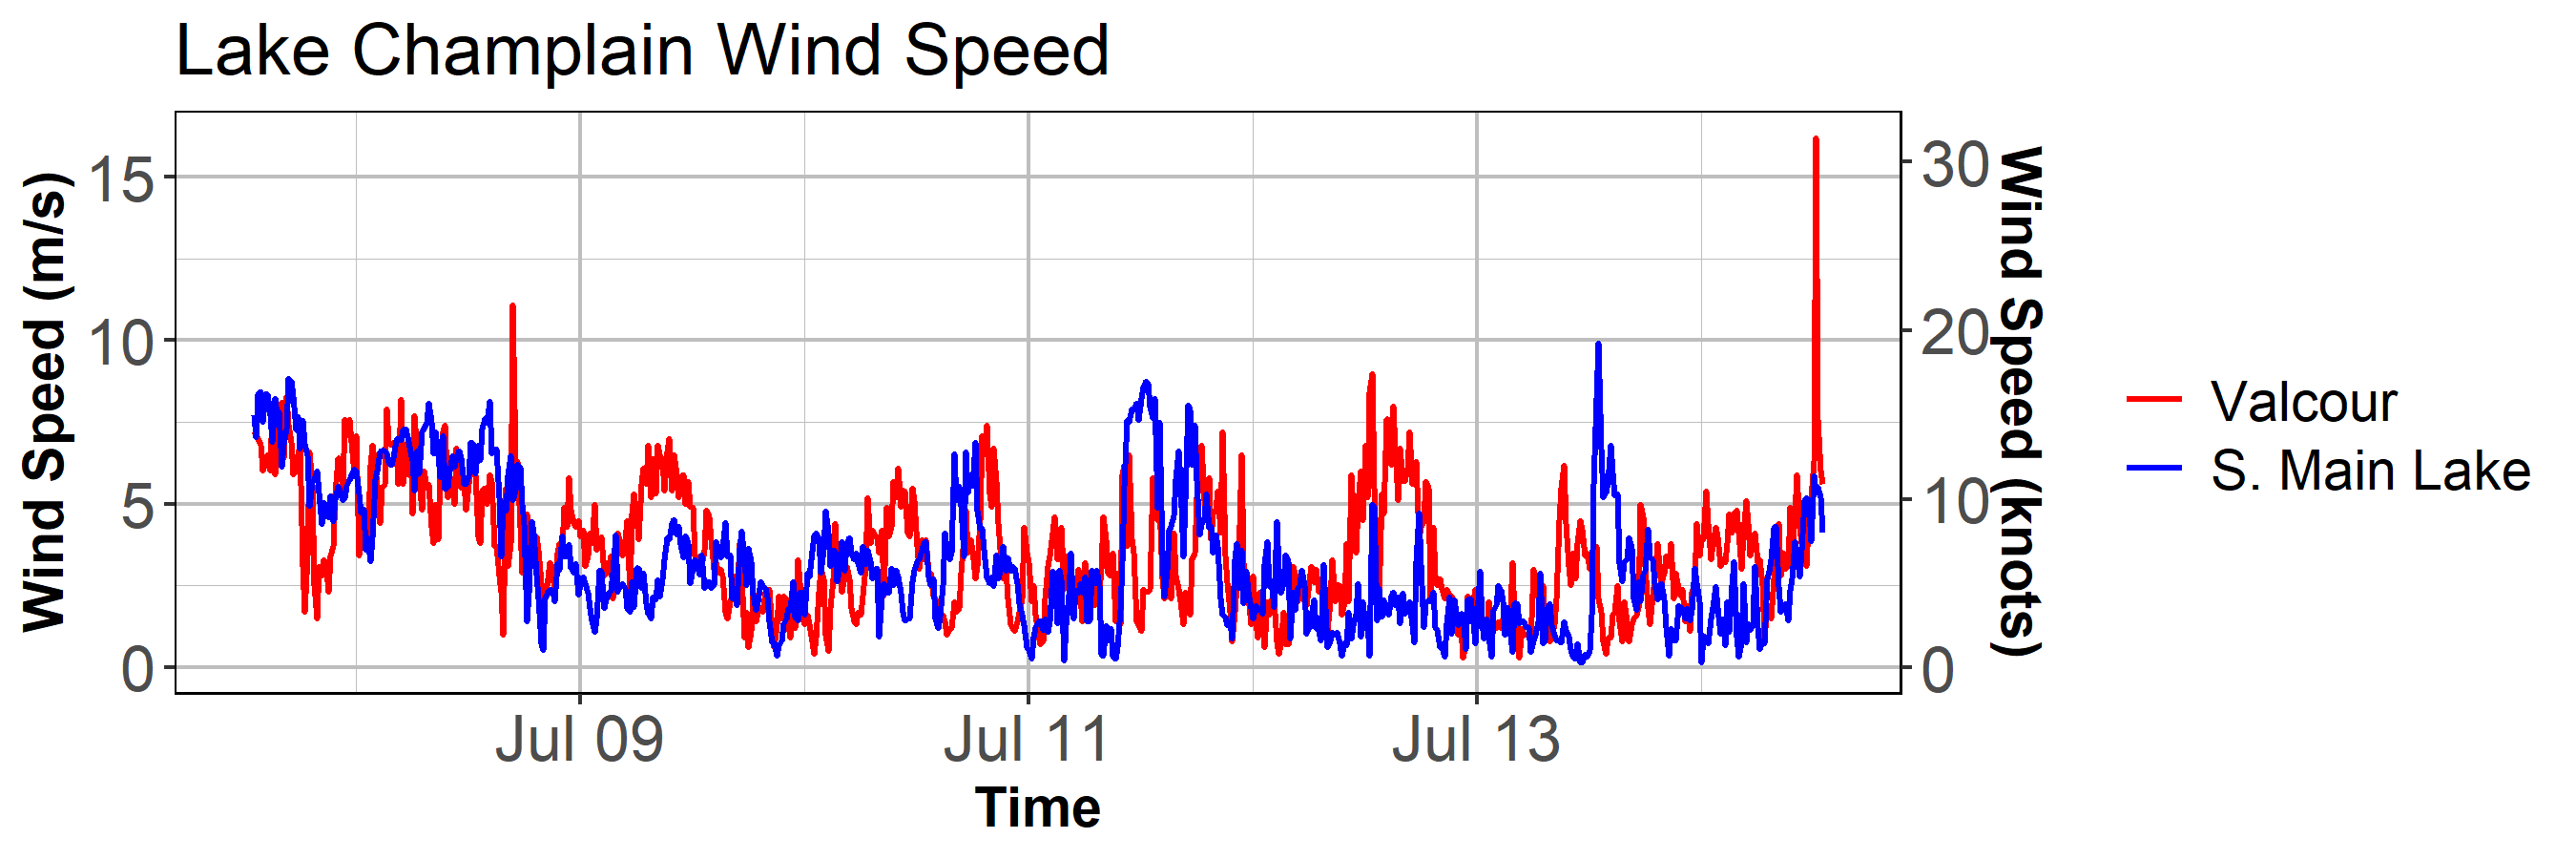 Lake Champlain Wind Speed
Wind Speed (m/s)
15
10
5
0
30
20
10
0
Wind Speed (knots)
Jul 09
Jul 11
Jul 13
Time
Valcour
S. Main Lake